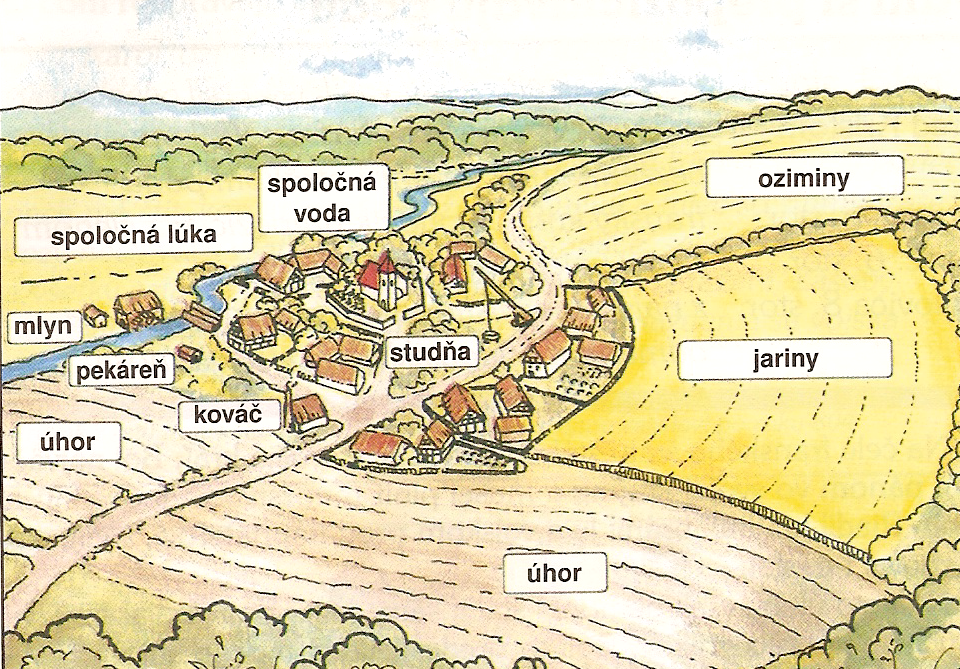 oziminy
spoločná
voda
spoločná lúka
mlyn
studňa
jariny
pekáreň
kováč
úhor
úhor